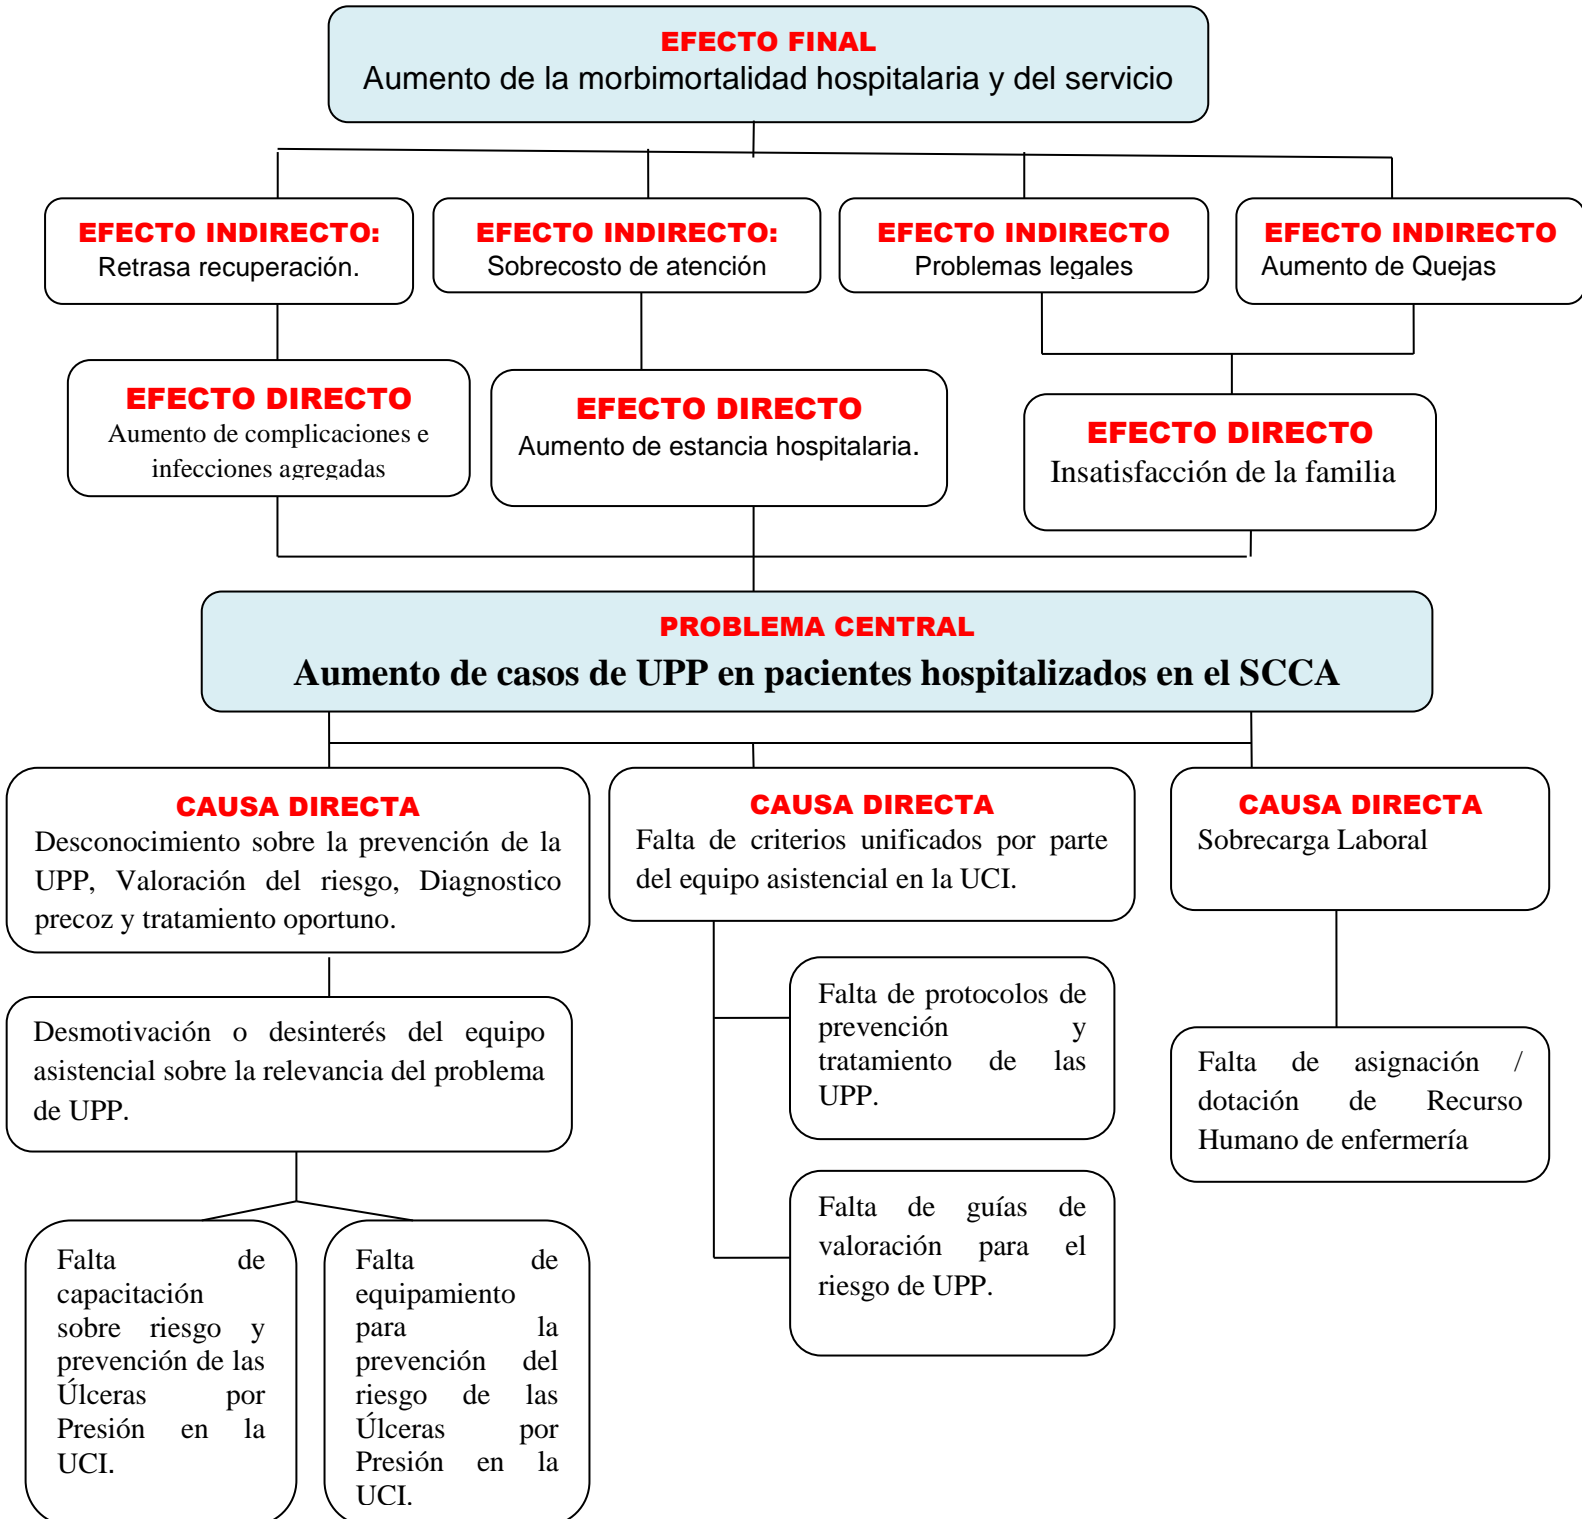 EFECTO FINAL
Aumento de la morbimortalidad hospitalaria y del servicio
EFECTO INDIRECTO:
Retrasa recuperación.
EFECTO INDIRECTO:
Sobrecosto de atención
EFECTO INDIRECTO
Problemas legales
EFECTO INDIRECTO
Aumento de Quejas
EFECTO DIRECTO
Aumento de complicaciones e
infecciones agregadas
EFECTO DIRECTO
Aumento de estancia hospitalaria.
EFECTO DIRECTO
Insatisfacción de la familia
PROBLEMA CENTRAL
Aumento de casos de UPP en pacientes hospitalizados en el SCCA
CAUSA DIRECTA
Desconocimiento sobre la prevención de la
UPP, Valoración del riesgo, Diagnostico
precoz y tratamiento oportuno.
CAUSA DIRECTA
Falta de criterios unificados por parte
del equipo asistencial en la UCI.
CAUSA DIRECTA
Sobrecarga Laboral
Desmotivación o desinterés del equipo
asistencial sobre la relevancia del problema
de UPP.
Falta de protocolos de
prevención y
tratamiento de las
UPP.
Falta de asignación /
dotación de Recurso
Humano de enfermería
Falta de guías de
valoración para el
riesgo de UPP.
Falta de
capacitación
sobre riesgo y
prevención de las
Úlceras por
Presión en la
UCI.
Falta de
equipamiento
para la
prevención del
riesgo de las
Úlceras por
Presión en la
UCI.